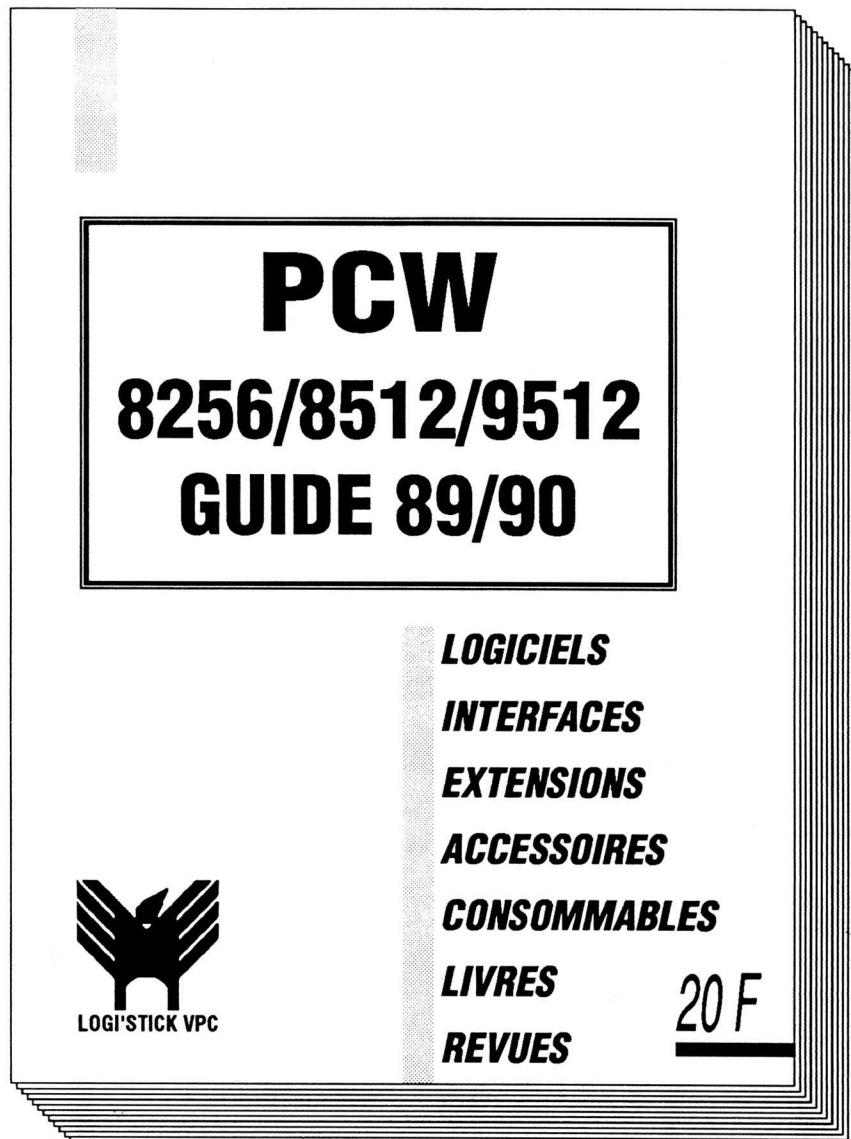 PCW
8256/8512/9512
GUIDE 89/90
LOGICIELS
INTERFACES
EXTENSIONS
ACCESSOIRES
CONSOMMABLES
LIVRES
REVUES
20 F
LOGI'STICK VPC